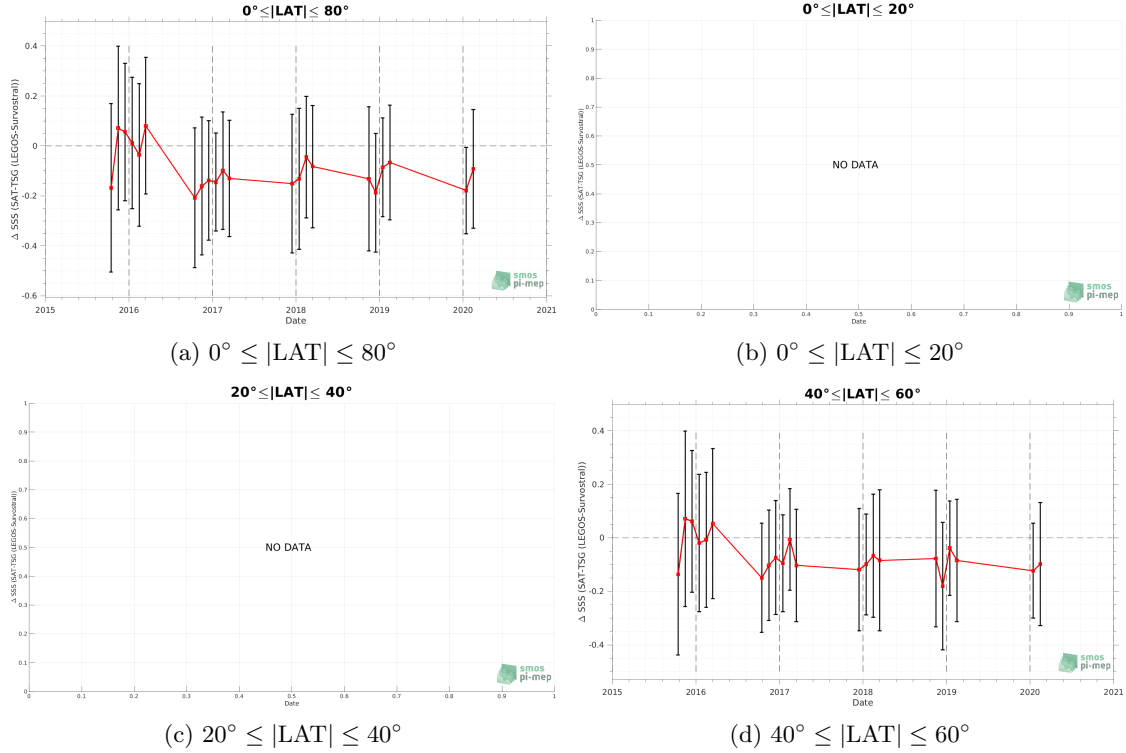 0°≤|LAT|≤ 80°
Δ SSS (SAT-TSG (LEGOS-Survostral))
0.4
0.2
0
-0.2
-0.4
-0.6
2015 2016 2017 2018 2019 2020 2021
Date
smos
pi-mep
(a) 0° ≤ |LAT| ≤ 80°
0°≤|LAT|≤ 20°
Δ SSS (SAT-TSG (LEGOS-Survostral))
1
0.9
0.8
0.7
0.6
0.5
0.4
0.3
0.2
0.1
0
NO DATA
0 0.1 0.2 0.3 0.4 0.5 0.6 0.7 0.8 0.9 1
Date
smos
pi-mep
(b) 0° ≤ |LAT| ≤ 20°
20°≤|LAT|≤ 40°
Δ SSS (SAT-TSG (LEGOS-Survostral))
1
0.9
0.8
0.7
0.6
0.5
0.4
0.3
0.2
0.1
0
NO DATA
0 0.1 0.2 0.3 0.4 0.5 0.6 0.7 0.8 0.9 1
Date
smos
pi-mep
(c) 20° ≤ |LAT| ≤ 40°
40°≤|LAT|≤ 60°
Δ SSS (SAT-TSG (LEGOS-Survostral))
0.4
0.2
0
-0.2
-0.4
2015 2016 2017 2018 2019 2020 2021
Date
smos
pi-mep
(d) 40° ≤ |LAT| ≤ 60°